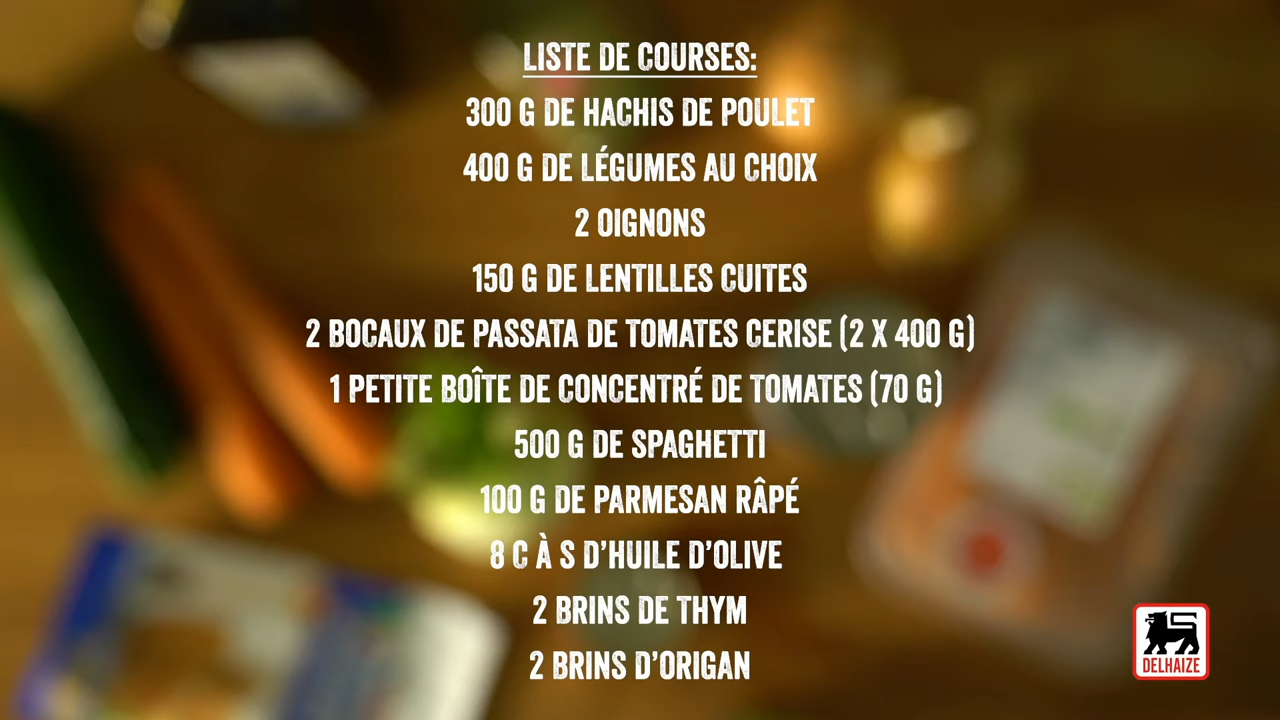 LISTE DE COURSES:
300 G DE HACHIS DE POULET
400 G DE LÉGUMES AU CHOIX
2 OIGNONS
150 G DE LENTILLES CUITES
2 BOCAUX DE PASSATA DE TOMATES CERISE (2 X 400 G)
1 PETITE BOÎTE DE CONCENTRÉ DE TOMATES (70 G)
500 G DE SPAGHETTI
100 G DE PARMESAN RÂPÉ
8 C À S D'HUILE D'OLIVE
2 BRINS DE THYM
2 BRINS D'ORIGAN
DELHAIZE